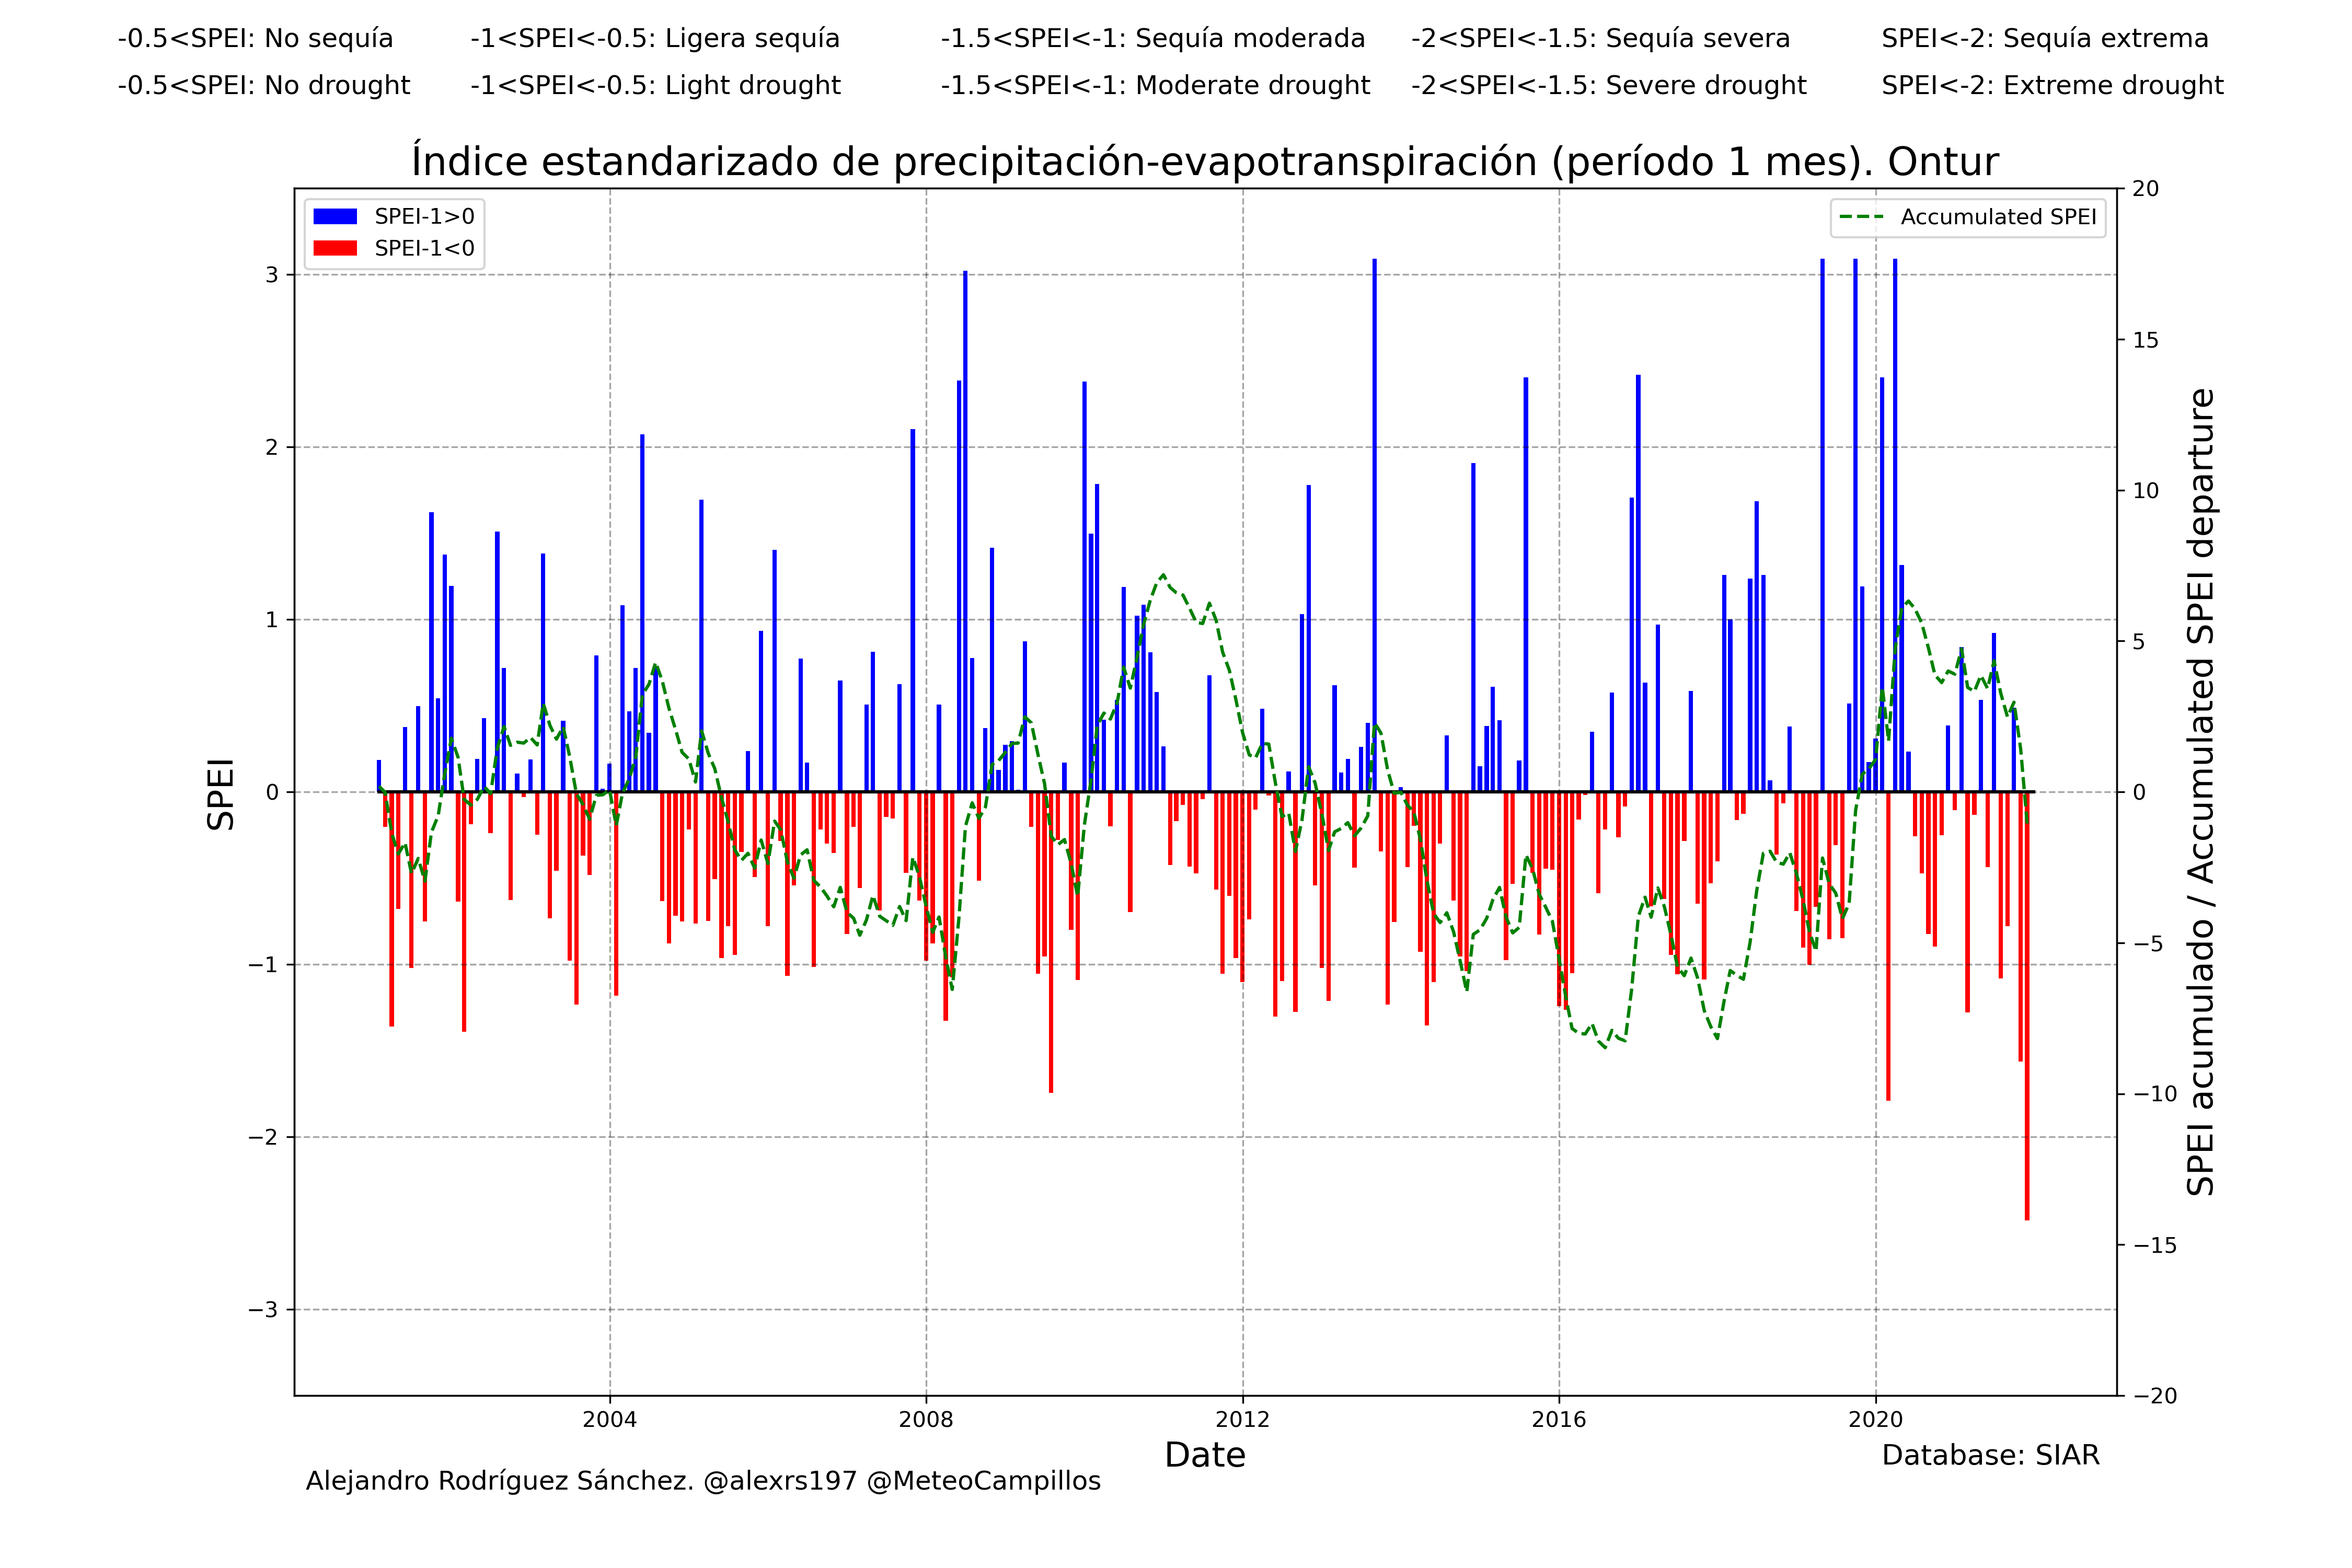 -0.5<SPEI: No sequía -1<SPEI<-0.5: Ligera sequía -1.5<SPEI<-1: Sequía moderada -2<SPEI<-1.5: Sequía severa SPEI<-2: Sequía extrema
-0.5<SPEI: No drought -1<SPEI<-0.5: Light drought -1.5<SPEI<-1: Moderate drought -2<SPEI<-1.5: Severe drought SPEI<-2: Extreme drought
Índice estandarizado de precipitación-evapotranspiración (período 1 mes). Ontur
SPEI-1>0
SPEI-1<0
Accumulated SPEI
SPEI
3
2
1
0
−1
−2
−3
20
15
10
5
0
−5
−10
−15
−20
SPEI acumulado / Accumulated SPEI departure
2004 2008 2012 2016 2020
Date
Database: SIAR
Alejandro Rodríguez Sánchez. @alexrs197 @MeteoCampillos